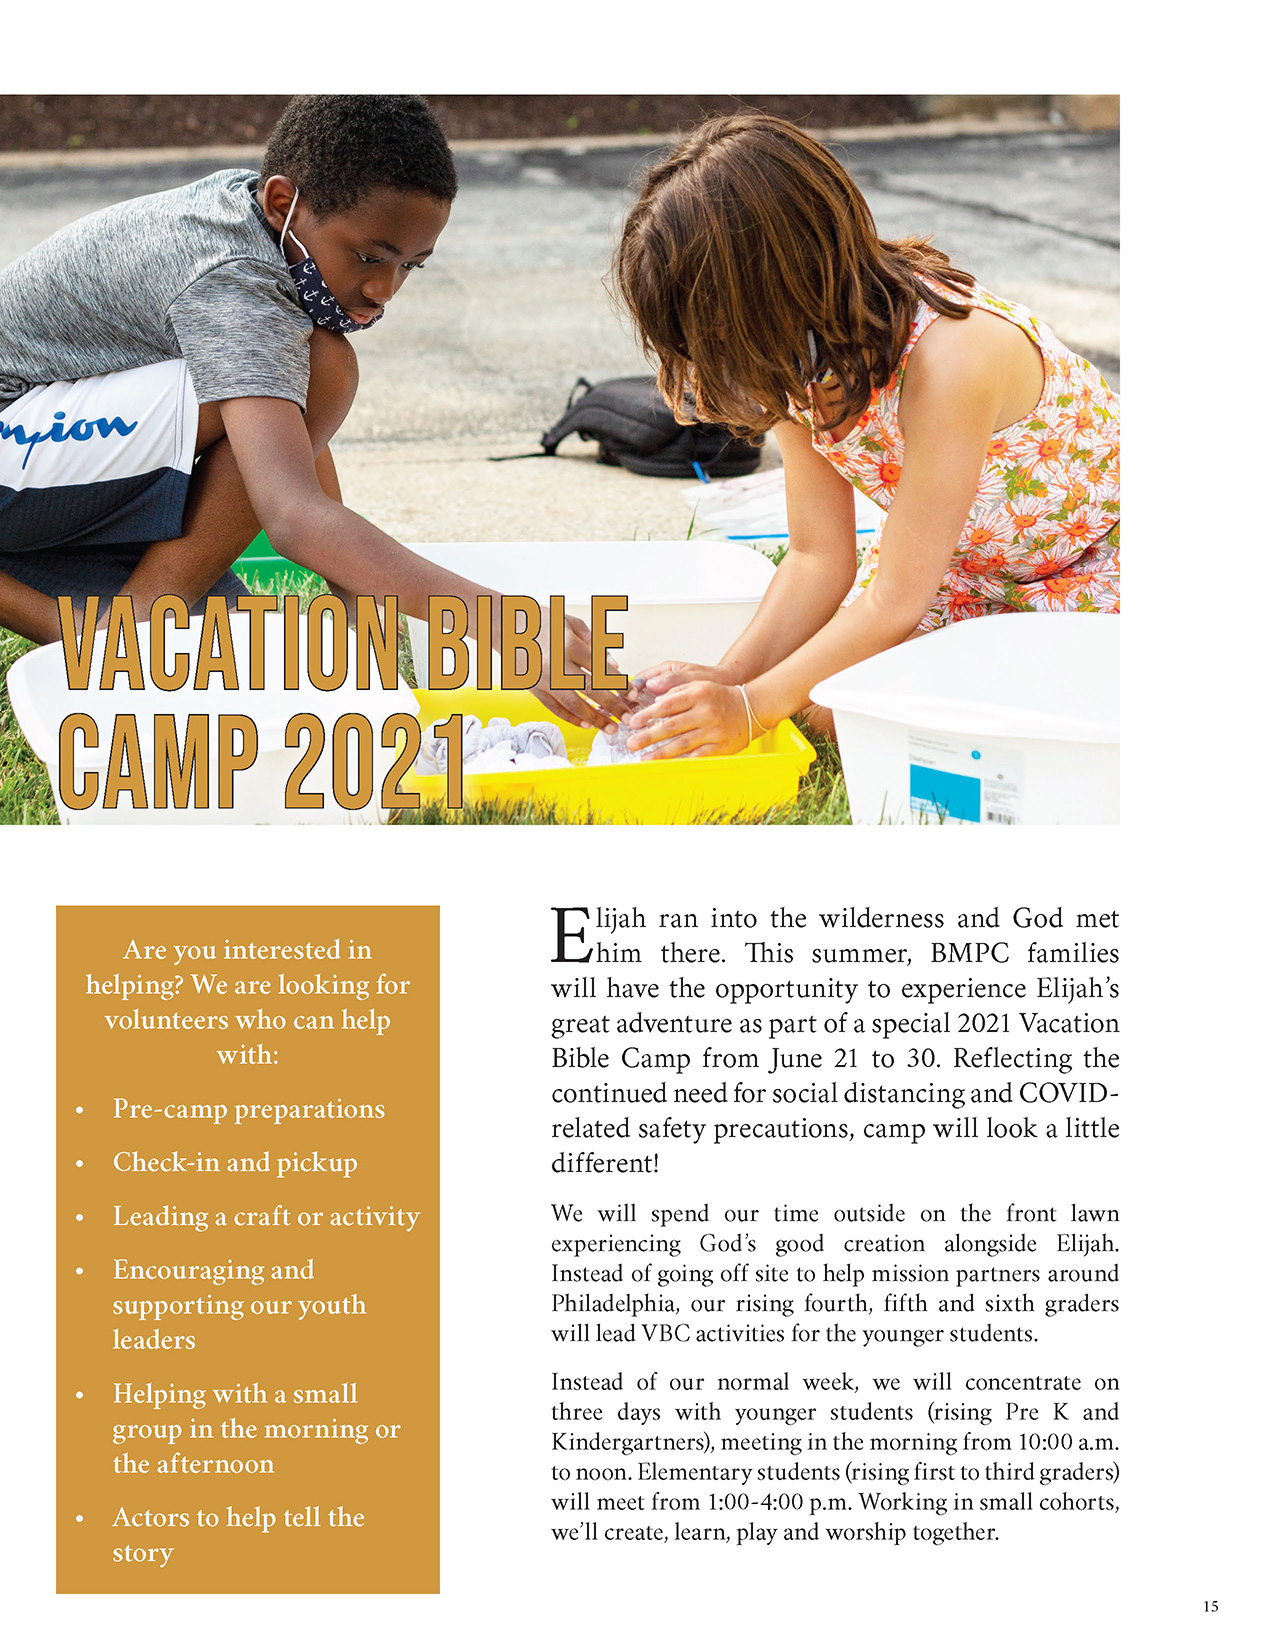 mpion
VACATION BIBLE
CAMP 2021
Are you interested in
helping? We are looking for
volunteers who can help
with:
• Pre-camp preparations
• Check-in and pickup
• Leading a craft or activity
• Encouraging and
supporting our youth
leaders
• Helping with a small
group in the morning or
the afternoon
• Actors to help tell the
story
Elijah ran into the wilderness and God met
him there. This summer, BMPC families
will have the opportunity to experience Elijah’s
great adventure as part of a special 2021 Vacation
Bible Camp from June 21 to 30. Reflecting the
continued need for social distancing and COVID-
related safety precautions, camp will look a little
different!
We will spend our time outside on the front lawn
experiencing God’s good creation alongside Elijah.
Instead of going off site to help mission partners around
Philadelphia, our rising fourth, fifth and sixth graders
will lead VBC activities for the younger students.
Instead of our normal week, we will concentrate on
three days with younger students (rising Pre K and
Kindergartners), meeting in the morning from 10:00 a.m.
to noon. Elementary students (rising first to third graders)
will meet from 1:00-4:00 p.m. Working in small cohorts,
we’ll create, learn, play and worship together.
15